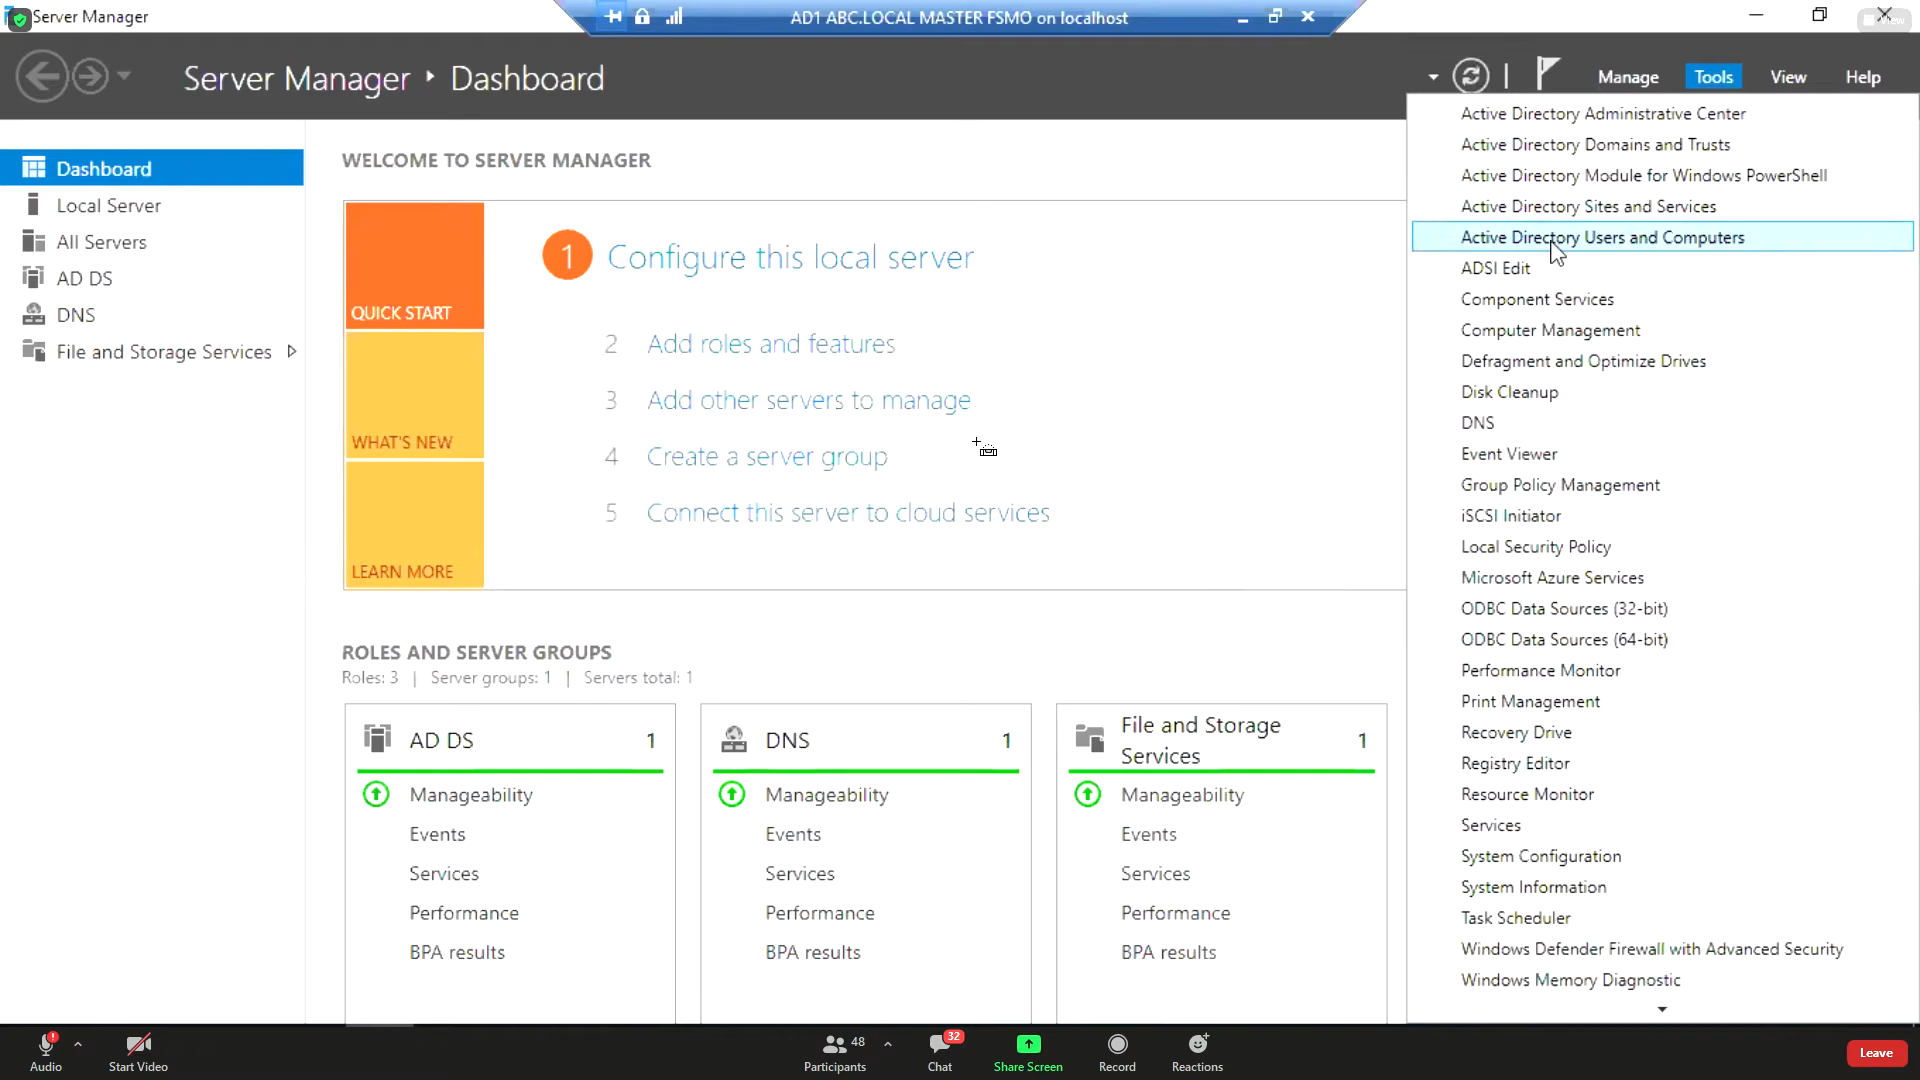 Server Manager
AD1 ABC.LOCAL MASTER FSMO on localhost
View
Server Manager
Dashboard
Manage
Tools
View
Help
Dashboard
Local Server
All Servers
AD DS
DNS
File and Storage Services
WELCOME TO SERVER MANAGER
QUICK START
WHAT'S NEW
LEARN MORE
1 Configure this local server
2 Add roles and features
3 Add other servers to manage
4 Create a server group
5 Connect this server to cloud services
ROLES AND SERVER GROUPS
Roles: 3 | Server groups: 1 | Servers total: 1
AD DS 1
Manageability
Events
Services
Performance
BPA results
DNS 1
Manageability
Events
Services
Performance
BPA results
File and Storage
Services 1
Manageability
Events
Services
Performance
BPA results
Active Directory Administrative Center
Active Directory Domains and Trusts
Active Directory Module for Windows PowerShell
Active Directory Sites and Services
Active Directory Users and Computers
ADSI Edit
Component Services
Computer Management
Defragment and Optimize Drives
Disk Cleanup
DNS
Event Viewer
Group Policy Management
iSCSI Initiator
Local Security Policy
Microsoft Azure Services
ODBC Data Sources (32-bit)
ODBC Data Sources (64-bit)
Performance Monitor
Print Management
Recovery Drive
Registry Editor
Resource Monitor
Services
System Configuration
System Information
Task Scheduler
Windows Defender Firewall with Advanced Security
Windows Memory Diagnostic
Audio
Start Video
48
Participants
32
Chat
Share Screen
Record
Reactions
Leave